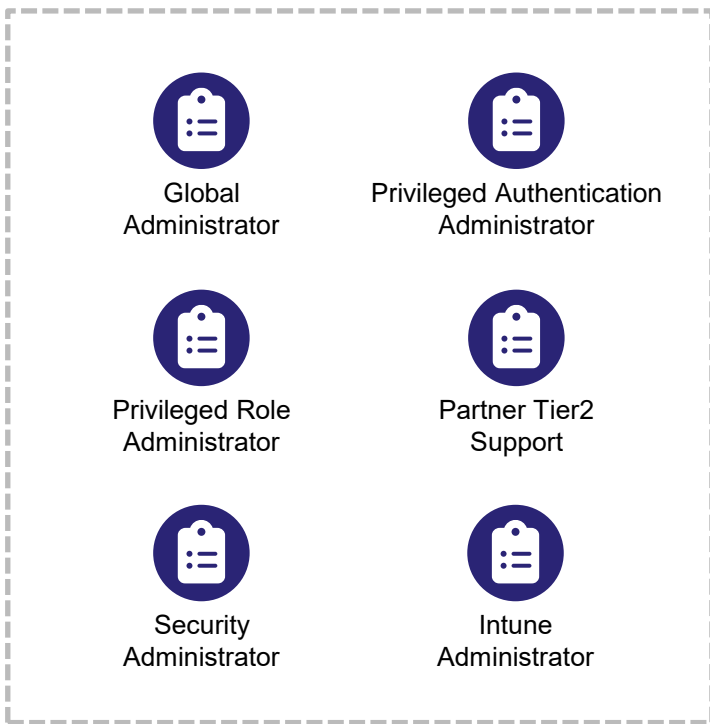 Global
Administrator
Privileged Authentication
Administrator
Privileged Role
Administrator
Partner Tier2
Support
Security
Administrator
Intune
Administrator